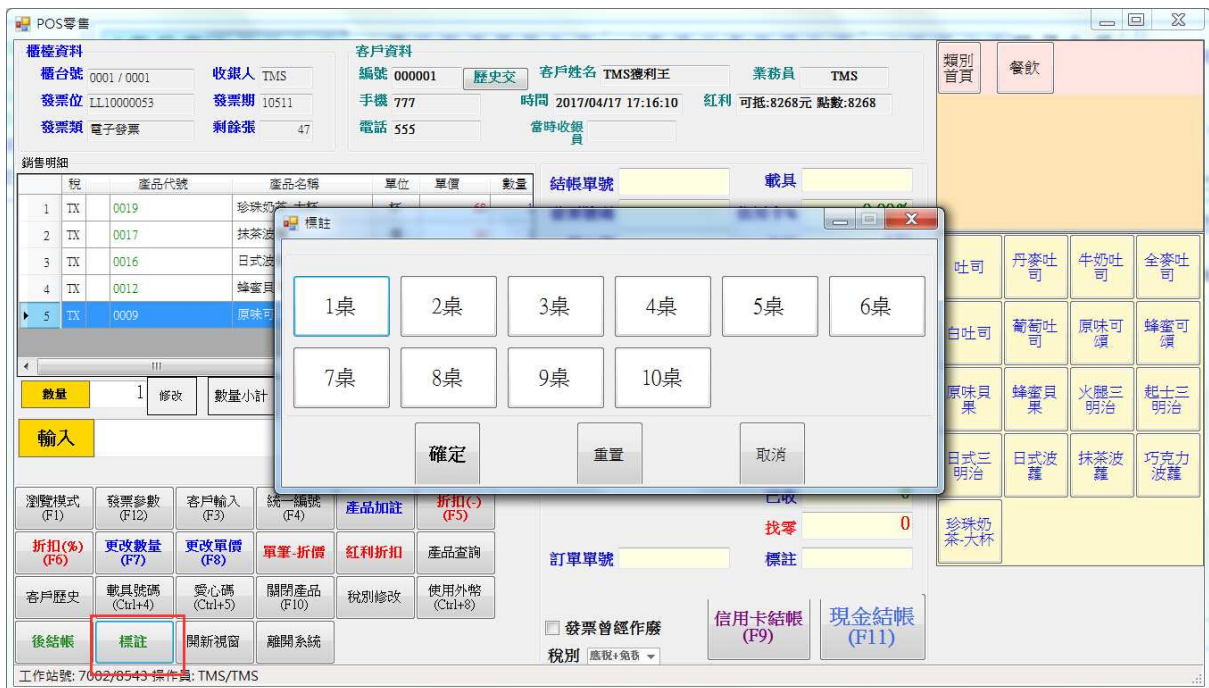 POS零售
櫃檯資料
櫃台號 0001 / 0001 收銀人 TMS
發票位 LL10000053 發票期 10511
發票類 電子發票 剩餘張 47
客戶資料
編號 000001 歷史交 客戶姓名 TMS獲利王 業務員 TMS
手機 777 時間 2017/04/17 17:16:10 紅利 可抵:8268元 點數:8268
電話 555 當時收銀員
類別首頁
餐飲
銷售明細
稅 產品代號 產品名稱 單位 單價 數量
1 TX 0019
2 TX 0017
3 TX 0016
4 TX 0012
5 TX 0009
結帳單號 載具
標註
1桌 2桌 3桌 4桌 5桌 6桌
7桌 8桌 9桌 10桌
確定 重置 取消
數量 1 修改 數量小計
輸入
吐司 丹麥吐司 牛奶吐司 全麥吐司
白吐司 葡萄吐司 原味可頌 蜂蜜可頌
原味貝果 蜂蜜貝果 火腿三明治 起士三明治
日式三明治 日式波蘿 抹茶波蘿 巧克力波蘿
珍珠奶茶-大杯
瀏覽模式(F1) 發票參數(F12) 客戶輸入(F3) 統一編號(F4) 產品加註 折扣(-)(F5)
折扣(%)(F6) 更改數量(F7) 更改單價(F8) 單筆-折價 紅利折扣 產品查詢
客戶歷史 載具號碼(Ctrl+4) 愛心碼(Ctrl+5) 關閉產品(F10) 稅別修改 使用外幣(Ctrl+8)
後結帳 標註 開新視窗 離開系統
找零 0
訂單單號 標註
發票曾經作廢
稅別 應稅+免稅
信用卡結帳(F9)
現金結帳(F11)
工作站號: 7002/8543 操作員: TMS/TMS